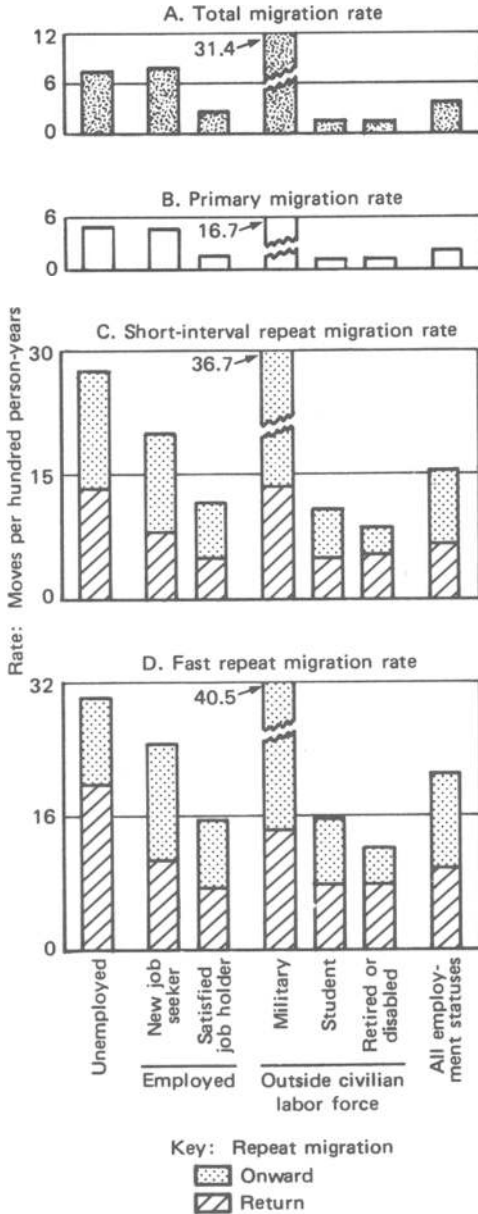 A. Total migration rate
12
31.4
6
0
B. Primary migration rate
6
16.7
0
C. Short-interval repeat migration rate
30
36.7
15
0
D. Fast repeat migration rate
32
40.5
16
0
Rate: Moves per hundred person-years
Unemployed
New job
seeker
Satisfied
job holder
Military
Student
Retired or
disabled
All employ-
ment statuses
Employed
Outside civilian
labor force
Key: Repeat migration
Onward
Return